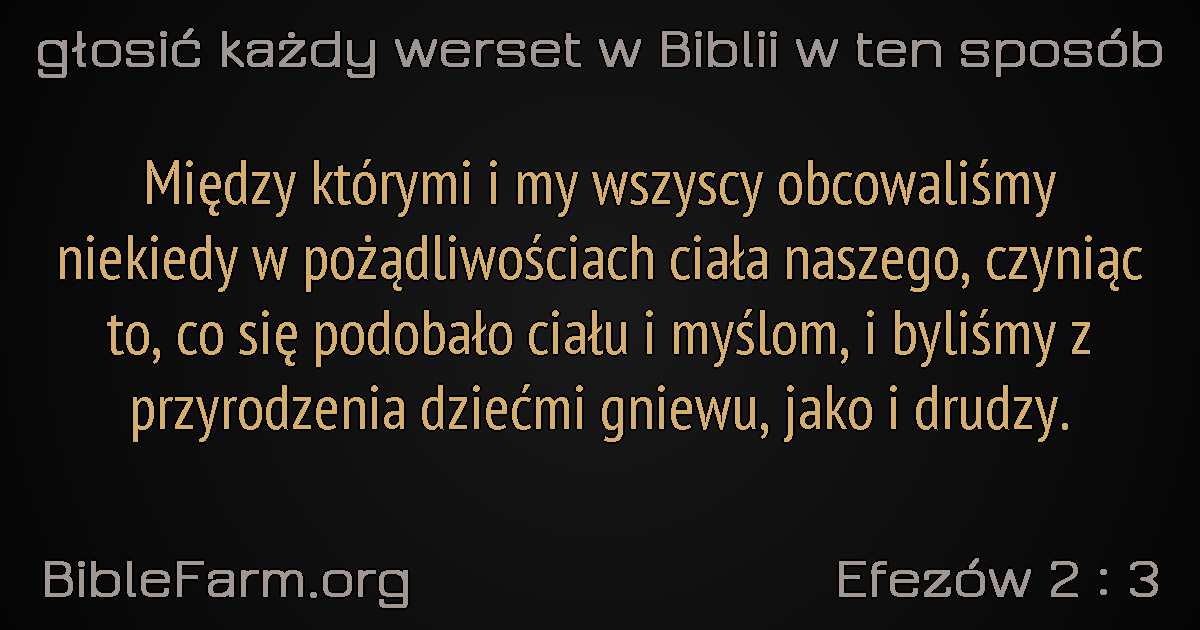 głosić każdy werset w Biblii w ten sposób
Między którymi i my wszyscy obcowaliśmy
niekiedy w pożądliwościach ciała naszego, czyniąc
to, co się podobało ciału i myślom, i byliśmy z
przyrodzenia dziećmi gniewu, jako i drudzy.
BibleFarm.org
Efezów 2 : 3